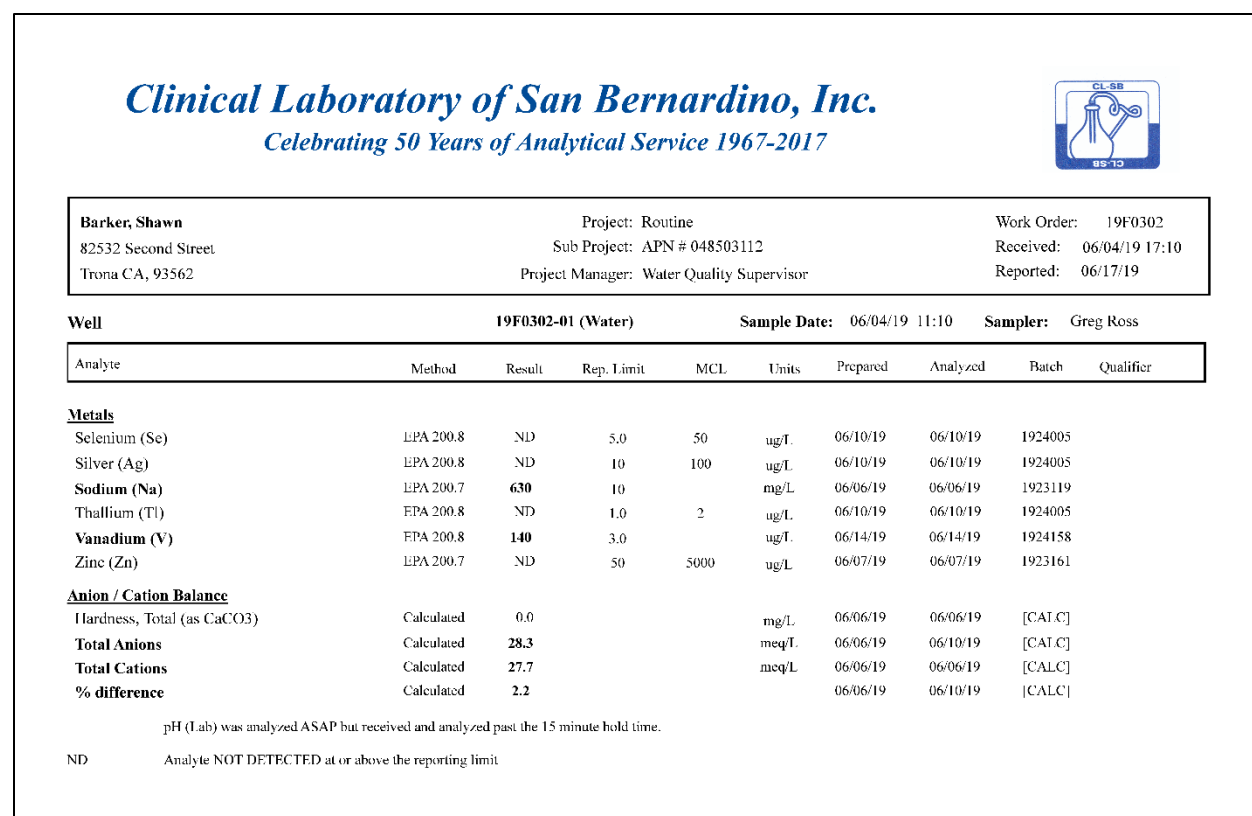 Clinical Laboratory of San Bernardino, Inc.
Celebrating 50 Years of Analytical Service 1967-2017
CL-SB
CL-SB
Barker, Shawn Project: Routine Work Order: 19F0302
82532 Second Street Sub Project: APN # 048503112 Received: 06/04/19 17:10
Trona CA, 93562 Project Manager: Water Quality Supervisor Reported: 06/17/19
Well 19F0302-01 (Water) Sample Date: 06/04/19 11:10 Sampler: Greg Ross
Analyte Method Result Rep. Limit MCL Units Prepared Analyzed Batch Qualifier
Metals
Selenium (Se) EPA 200.8 ND 5.0 50 ug/L 06/10/19 06/10/19 1924005
Silver (Ag) EPA 200.8 ND 10 100 ug/L 06/10/19 06/10/19 1924005
Sodium (Na) EPA 200.7 630 10 mg/L 06/06/19 06/06/19 1923119
Thallium (Tl) EPA 200.8 ND 1.0 2 ug/L 06/10/19 06/10/19 1924005
Vanadium (V) EPA 200.8 140 3.0 ug/L 06/14/19 06/14/19 1924158
Zinc (Zn) EPA 200.7 ND 50 5000 ug/L 06/07/19 06/07/19 1923161
Anion / Cation Balance
Hardness, Total (as CaCO3) Calculated 0.0 mg/L 06/06/19 06/06/19 [CALC]
Total Anions Calculated 28.3 meq/L 06/06/19 06/10/19 [CALC]
Total Cations Calculated 27.7 meq/L 06/06/19 06/06/19 [CALC]
% difference Calculated 2.2 06/06/19 06/10/19 [CALC]
pH (Lab) was analyzed ASAP but received and analyzed past the 15 minute hold time.
ND Analyte NOT DETECTED at or above the reporting limit